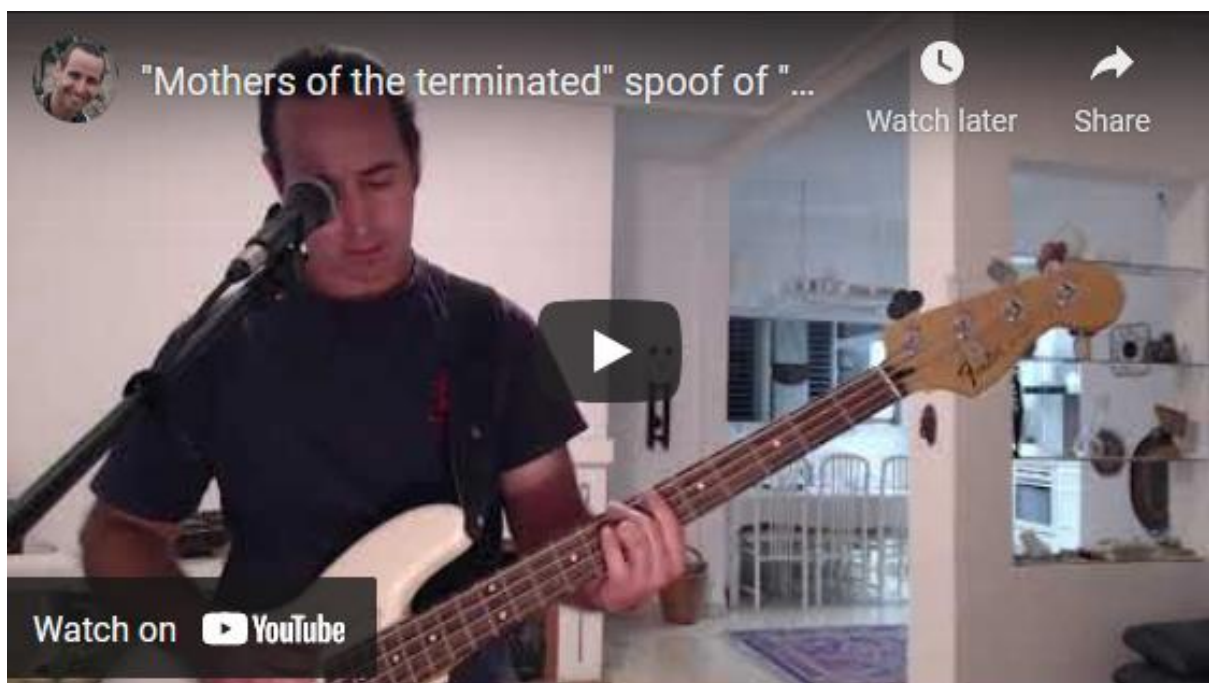 "Mothers of the terminated" spoof of "...
Watch later
Share
Fender
Watch on YouTube